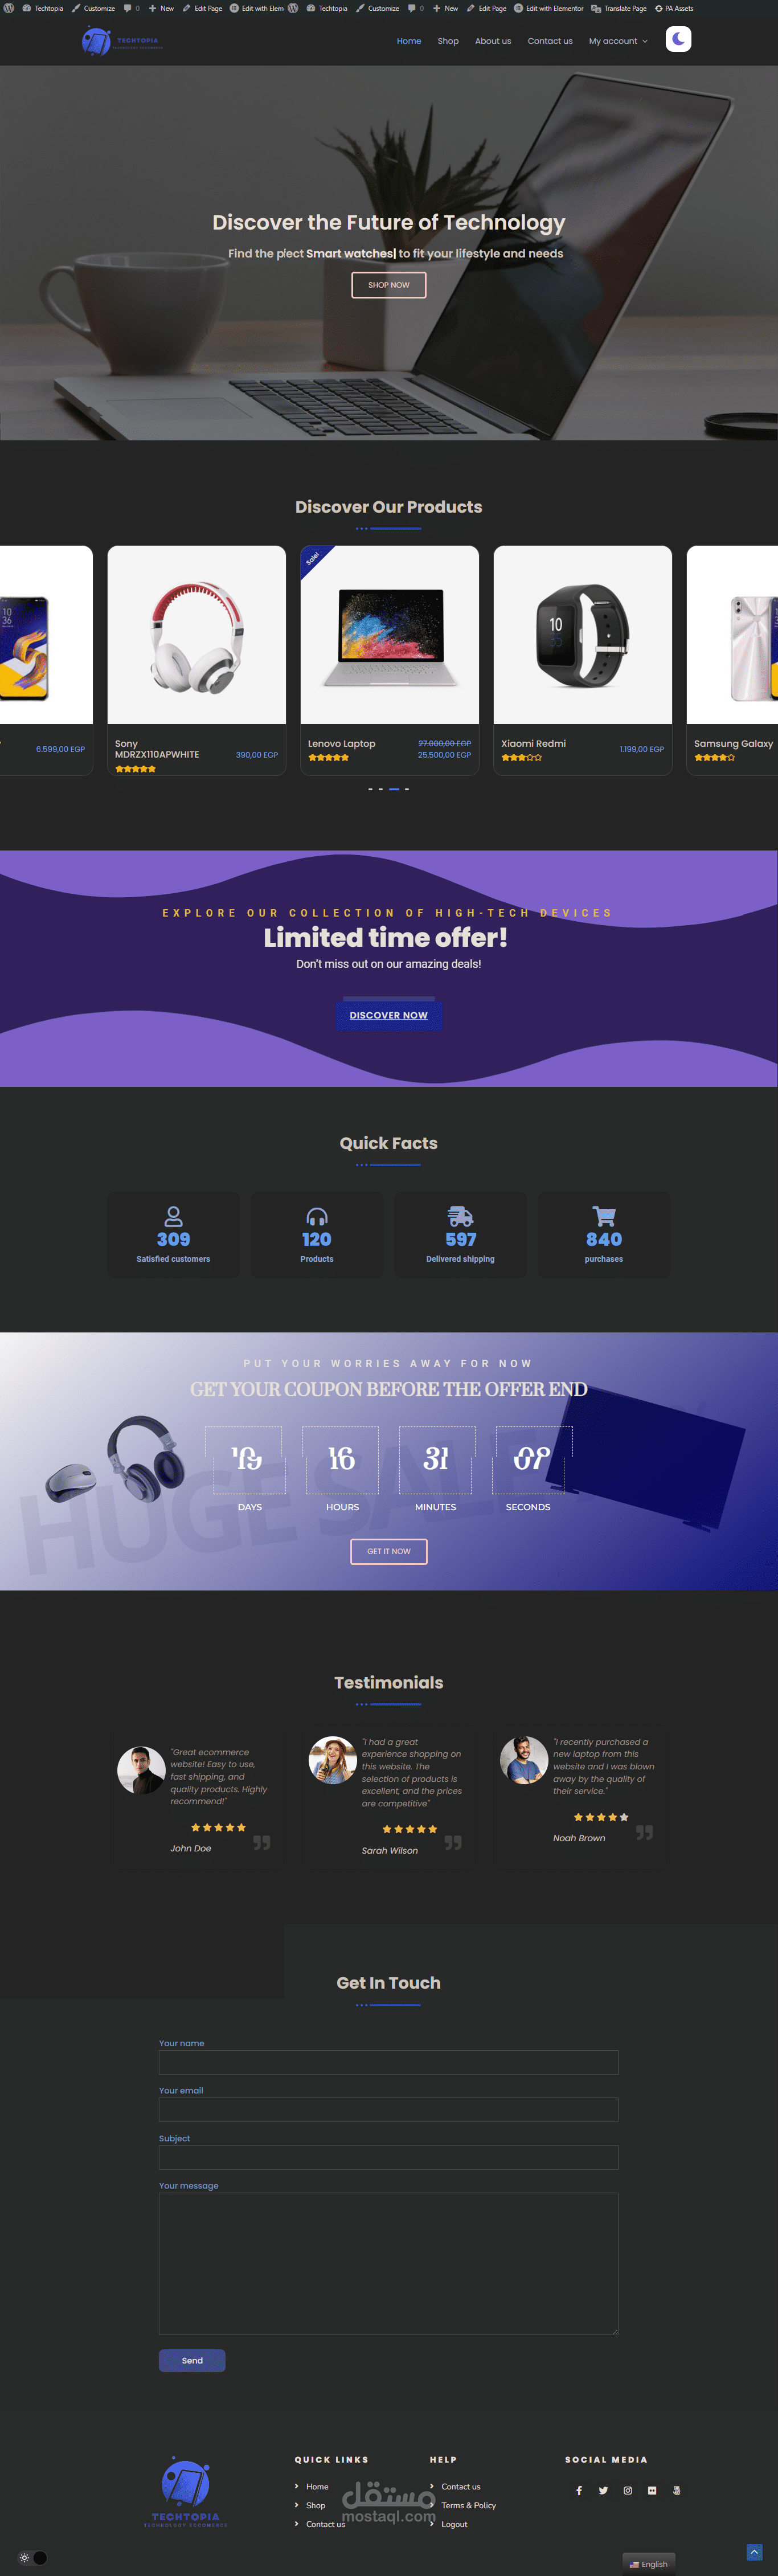 Techtopia Customize 0 New Edit Page Edit with Elem Techtopia Customize 0 New Edit Page Edit with Elementor Translate Page PA Assets
TECHTOPIA
TECHNOLOGY ECOMMERCE
Home Shop About us Contact us My account
Discover the Future of Technology
Find the Smart watches| to fit your lifestyle and needs
SHOP NOW
Discover Our Products
Sale!
6.599,00 EGP
Sony
MDRZX110APWHITE
390,00 EGP
Lenovo Laptop
27.000,00 EGP
25.500,00 EGP
Xiaomi Redmi
1.199,00 EGP
Samsung Galaxy
EXPLORE OUR COLLECTION OF HIGH-TECH DEVICES
Limited time offer!
Don't miss out on our amazing deals!
DISCOVER NOW
Quick Facts
309 120 597 840
Satisfied customers Products Delivered shipping purchases
PUT YOUR WORRIES AWAY FOR NOW
GET YOUR COUPON BEFORE THE OFFER END
HUGE SALE
16 31
DAYS HOURS MINUTES SECONDS
GET IT NOW
Testimonials
"Great ecommerce
website! Easy to use,
fast shipping, and
quality products. Highly
recommend!"
John Doe
"I had a great
experience shopping on
this website. The
selection of products is
excellent, and the prices
are competitive"
Sarah Wilson
"I recently purchased a
new laptop from this
website and I was blown
away by the quality of
their service."
Noah Brown
Get In Touch
Your name
Your email
Subject
Your message
Send
TECHTOPIA
TECHNOLOGY ECOMMERCE
QUICK LINKS
Home
Shop
Contact us
HELP
Contact us
Terms & Policy
Logout
SOCIAL MEDIA
مستقل
mostaql.com
English